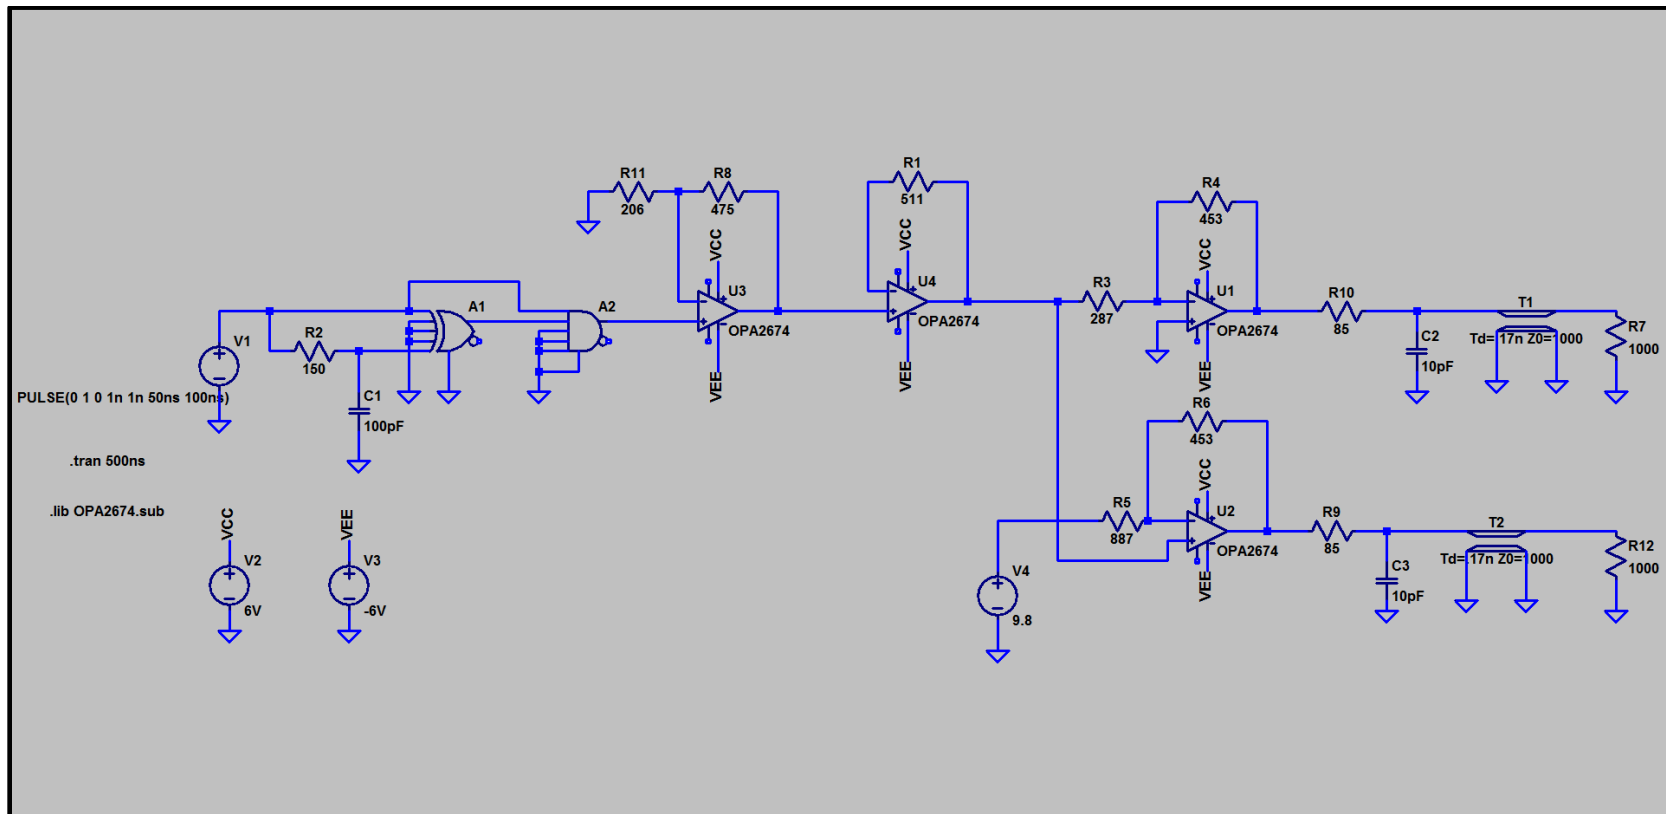 R1
511
R11
206
R8
475
R4
453
VCC
VCC
VCC
U3
OPA2674
U4
OPA2674
U1
OPA2674
VEE
VEE
VEE
A1
A2
R3
287
R10
85
T1
Td=.17n Z0=1000
R7
1000
V1
PULSE(0 1 0 1n 1n 50ns 100ns)
R2
150
C1
100pF
C2
10pF
R6
453
.tran 500ns
.lib OPA2674.sub
VCC
V2
6V
VEE
V3
-6V
R5
887
VCC
U2
OPA2674
VEE
V4
9.8
R9
85
C3
10pF
T2
Td=.17n Z0=1000
R12
1000